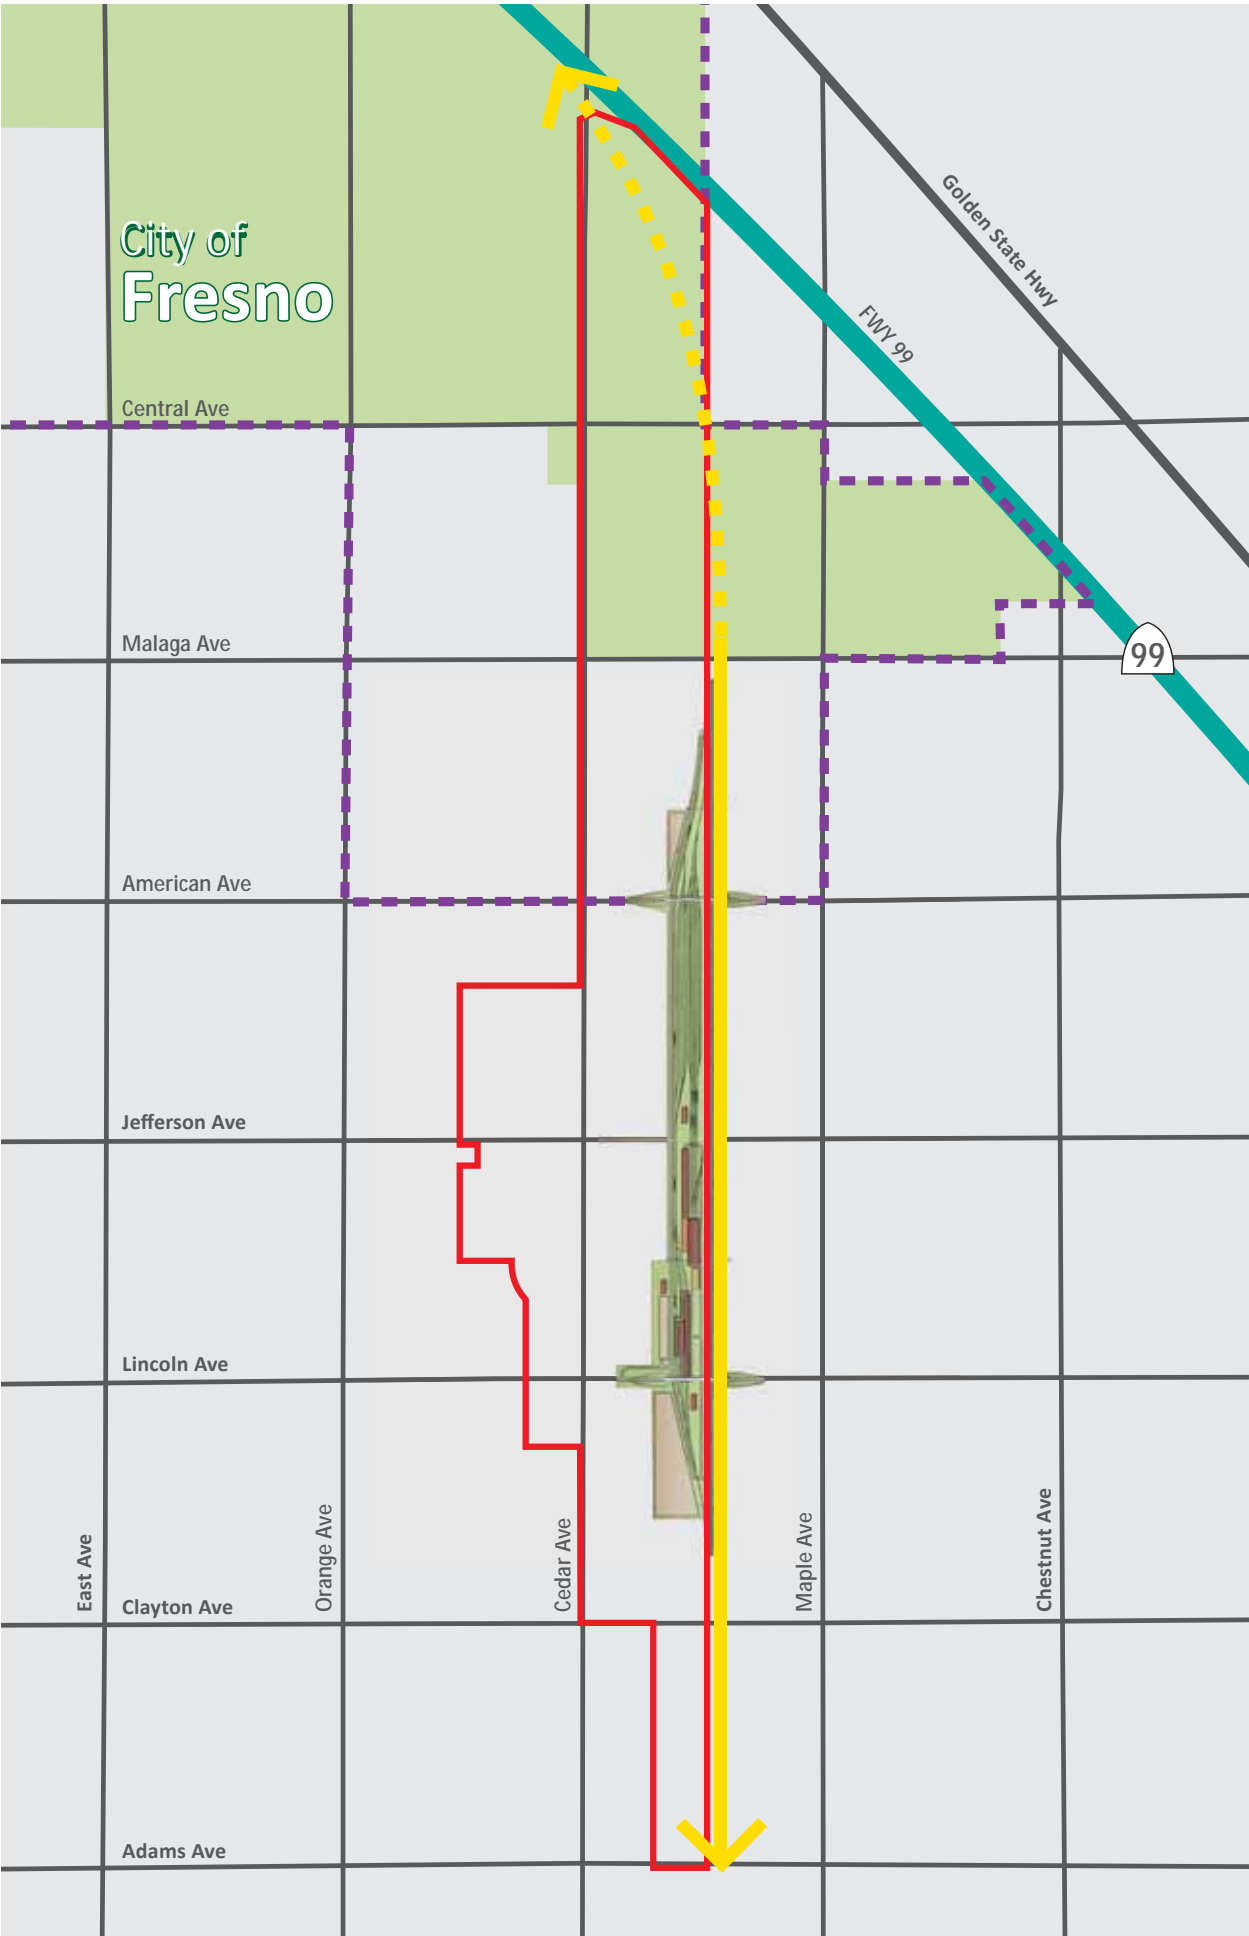 Golden State Hwy
City of
Fresno
FWY 99
Central Ave
Malaga Ave
99
American Ave
Jefferson Ave
Lincoln Ave
East Ave
Orange Ave
Cedar Ave
Maple Ave
Chestnut Ave
Clayton Ave
Adams Ave